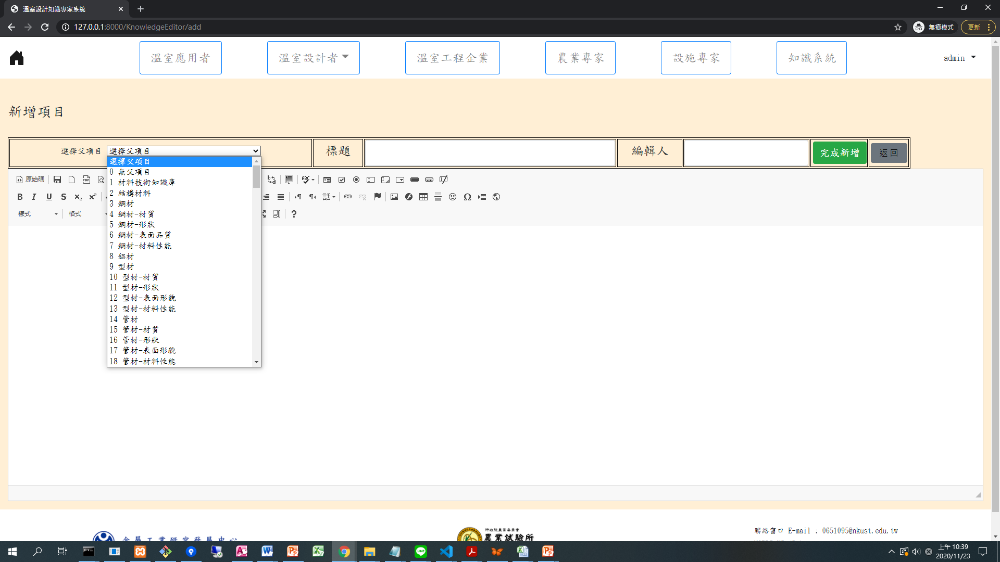 溫室設計知識專家系統
127.0.0.1:8000/KnowledgeEditor/add
無痕模式
更新
溫室應用者
溫室設計者
溫室工程企業
農業專家
設施專家
知識系統
admin
新增項目
選擇父項目
選擇父項目
標題
編輯人
完成新增
返回
選擇父項目
0 無父項目
1 材料技術知識庫
2 結構材料
3 鋼材
4 鋼材-材質
5 鋼材-形狀
6 鋼材-表面品質
7 鋼材-材料性能
8 鋁材
9 型材
10 型材-材質
11 型材-形狀
12 型材-表面形貌
13 型材-材料性能
14 管材
15 管材-材質
16 管材-形狀
17 管材-表面形貌
18 管材-材料性能
原始碼
樣式
格式
金屬工業研究發展中心
行政院農業委員會
農業試驗所
聯絡窗口 E-mail : 0651095@nkust.edu.tw
上午 10:39
2020/11/23